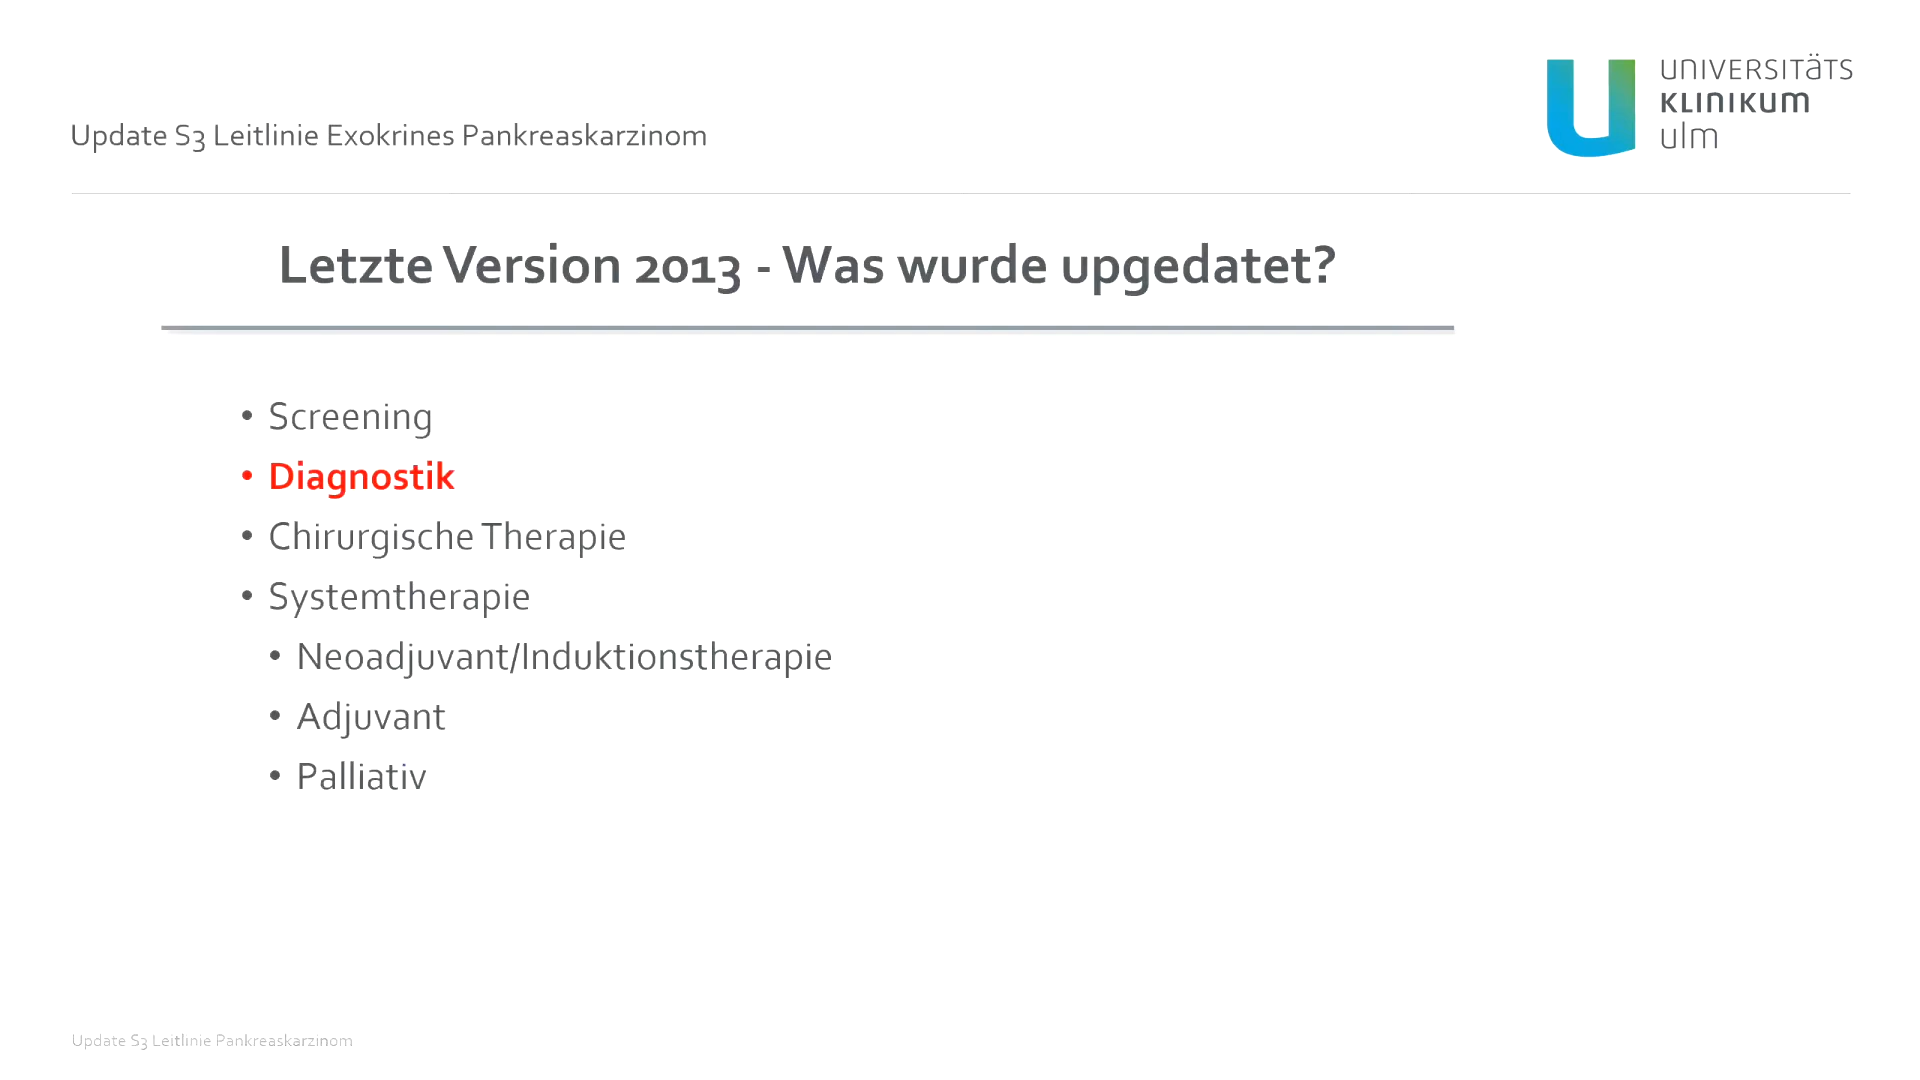 Update S3 Leitlinie Exokrines Pankreaskarzinom
UNIVERSITÄTS
KLINIKUM
ulm
Letzte Version 2013 - Was wurde upgedatet?
• Screening
• Diagnostik
• Chirurgische Therapie
• Systemtherapie
• Neoadjuvant/Induktionstherapie
• Adjuvant
• Palliativ
Update S3 Leitlinie Pankreaskarzinom